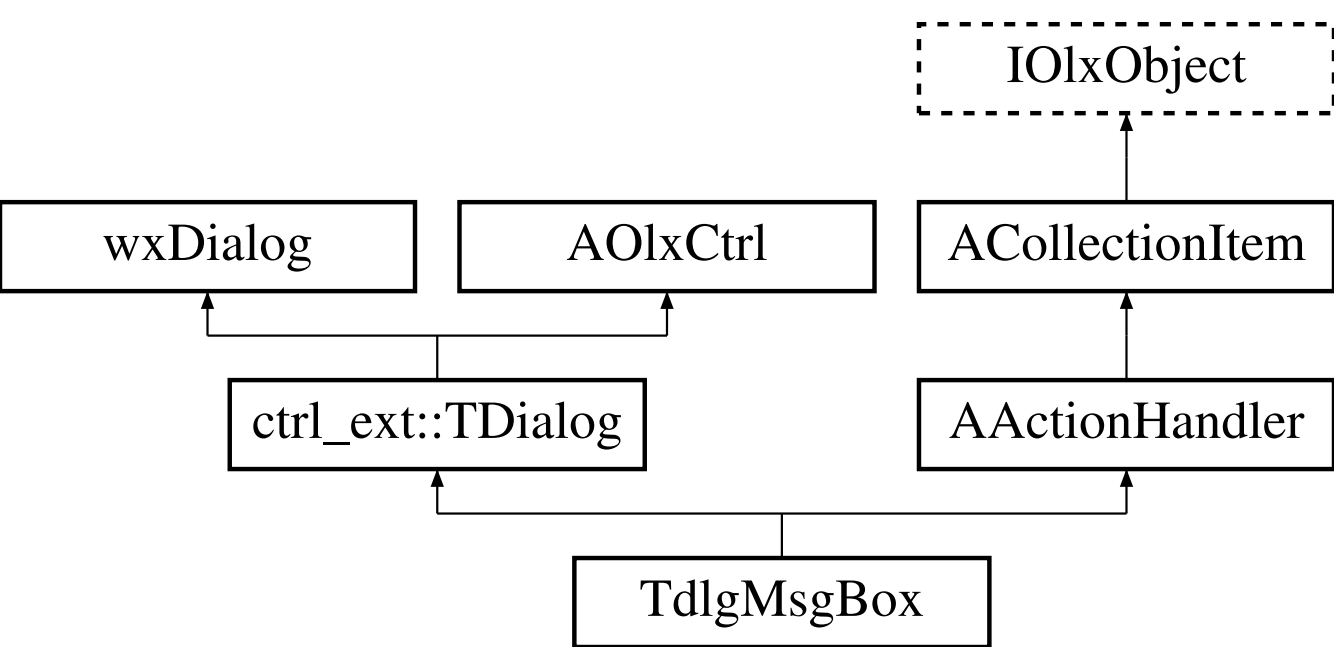 IOlxObject
wxDialog
AOlxCtrl
ACollectionItem
ctrl_ext::TDialog
AActionHandler
TdlgMsgBox